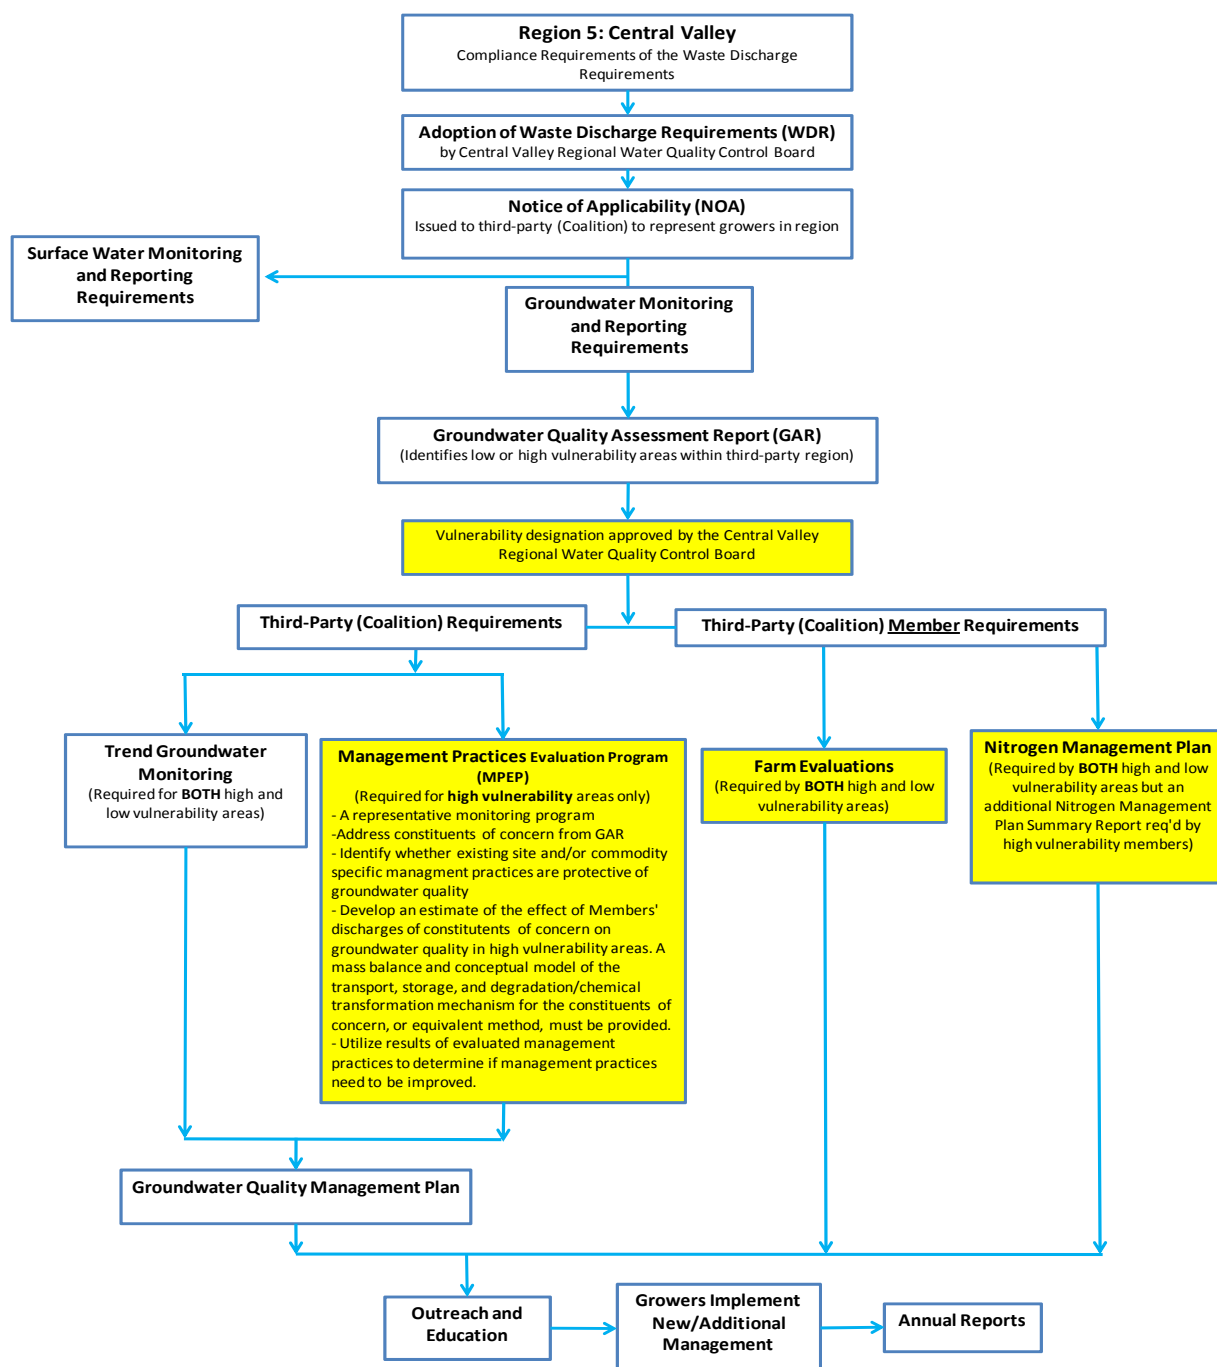 Region 5: Central Valley
Compliance Requirements of the Waste Discharge
Requirements
Adoption of Waste Discharge Requirements (WDR)
by Central Valley Regional Water Quality Control Board
Notice of Applicability (NOA)
Issued to third-party (Coalition) to represent growers in region
Surface Water Monitoring
and Reporting
Requirements
Groundwater Monitoring
and Reporting
Requirements
Groundwater Quality Assessment Report (GAR)
(Identifies low or high vulnerability areas within third-party region)
Vulnerability designation approved by the Central Valley
Regional Water Quality Control Board
Third-Party (Coalition) Requirements
Third-Party (Coalition) Member Requirements
Trend Groundwater
Monitoring
(Required for BOTH high and
low vulnerability areas)
Management Practices Evaluation Program
(MPEP)
(Required for high vulnerability areas only)
- A representative monitoring program
-Address constituents of concern from GAR
- Identify whether existing site and/or commodity
specific managment practices are protective of
groundwater quality
- Develop an estimate of the effect of Members'
discharges of constitutents of concern on
groundwater quality in high vulnerability areas. A
mass balance and conceptual model of the
transport, storage, and degradation/chemical
transformation mechanism for the constituents of
concern, or equivalent method, must be provided.
- Utilize results of evaluated management
practices to determine if management practices
need to be improved.
Farm Evaluations
(Required by BOTH high and low
vulnerability areas)
Nitrogen Management Plan
(Required by BOTH high and low
vulnerability areas but an
additional Nitrogen Management
Plan Summary Report req'd by
high vulnerability members)
Groundwater Quality Management Plan
Outreach and
Education
Growers Implement
New/Additional
Management
Annual Reports